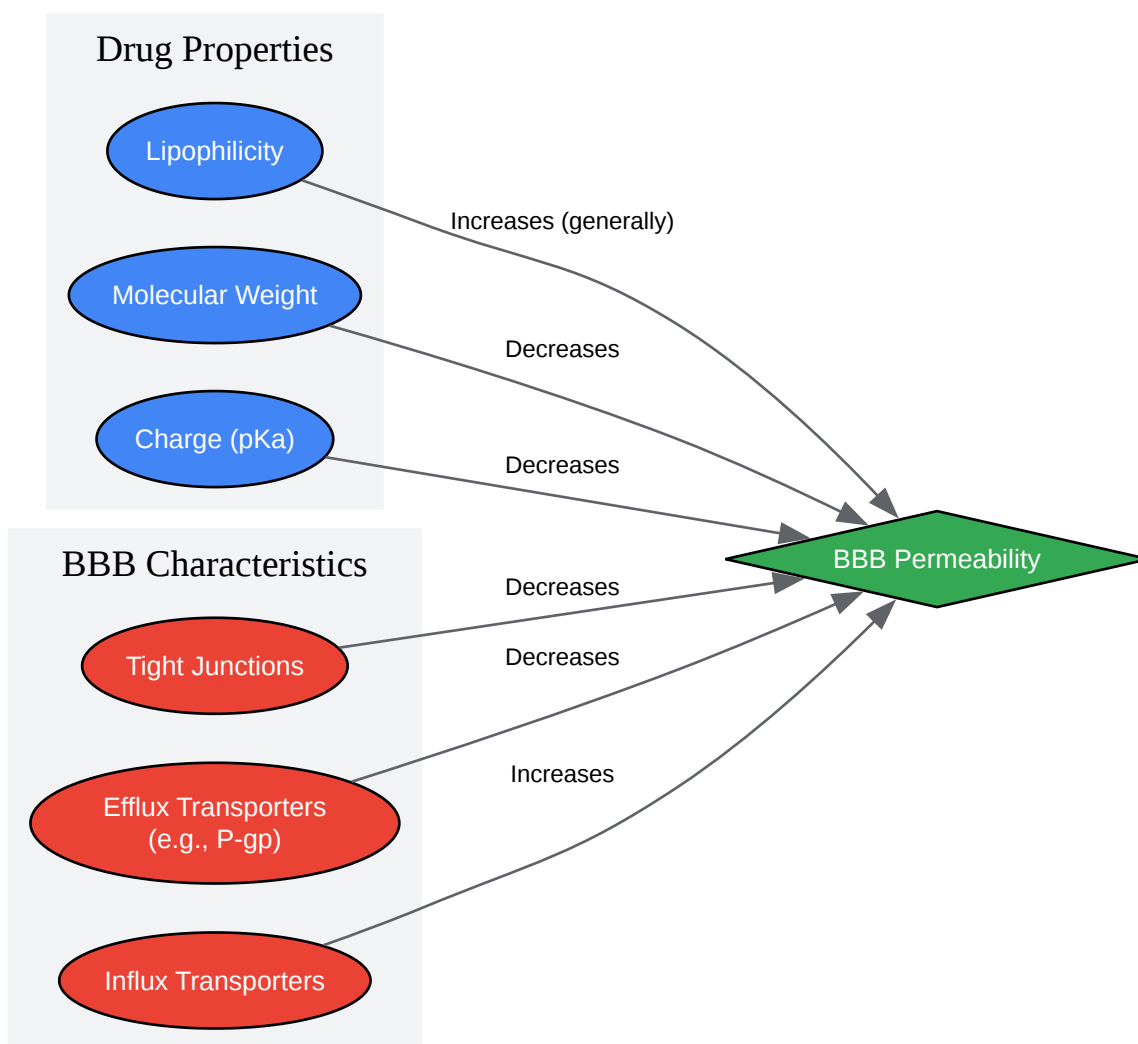 Drug Properties
Lipophilicity
Increases (generally)
Molecular Weight
Decreases
Charge (pKa)
Decreases
BBB Permeability
BBB Characteristics
Decreases
Tight Junctions
Decreases
Efflux Transporters
(e.g., P-gp)
Increases
Influx Transporters